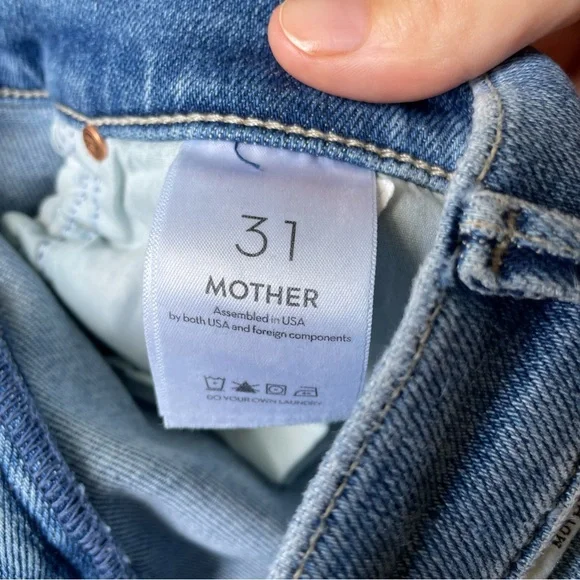 31
MOTHER
Assembled in USA
by both USA and foreign components
DO YOUR OWN LAUNDRY